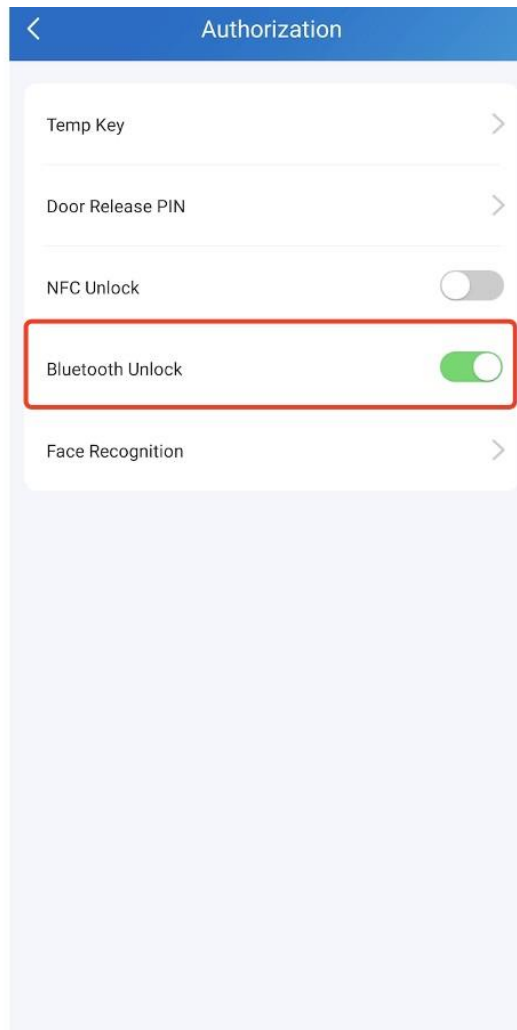 Authorization
Temp Key
Door Release PIN
NFC Unlock
Bluetooth Unlock
Face Recognition